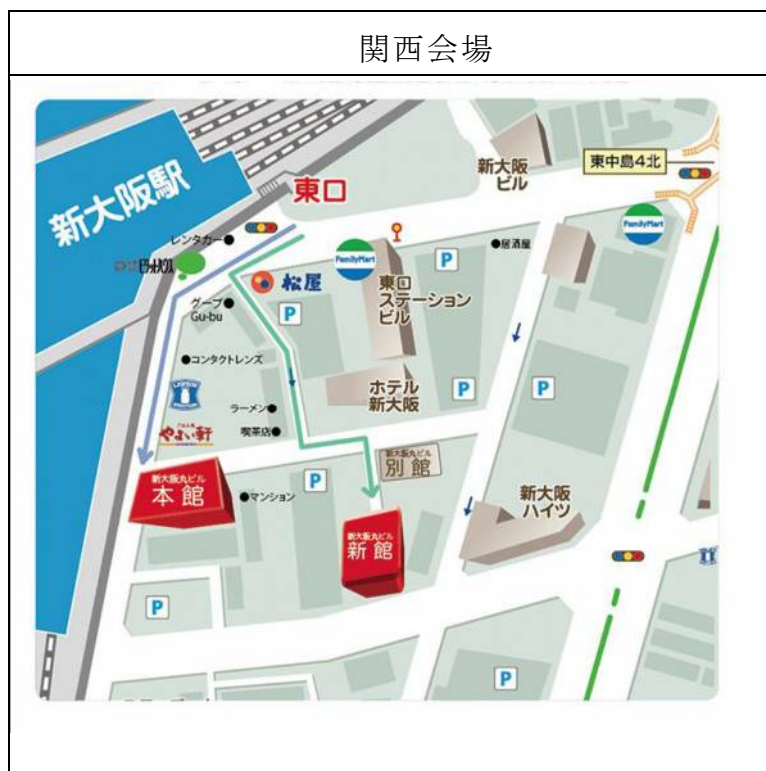 関西会場
新大阪駅
東口
新大阪
ビル
東中島4北
レンタカー
FamilyMart
居酒屋
P
FamilyMart
松屋
東口
ステーション
ビル
グーブ
Gu-bu
P
コンタクトレンズ
LAWSON
ホテル
新大阪
P
P
ラーメン
やよい軒
喫茶店
新大阪丸ビル
別館
新大阪丸ビル
本館
マンション
P
新大阪
ハイツ
新大阪丸ビル
新館
P
P